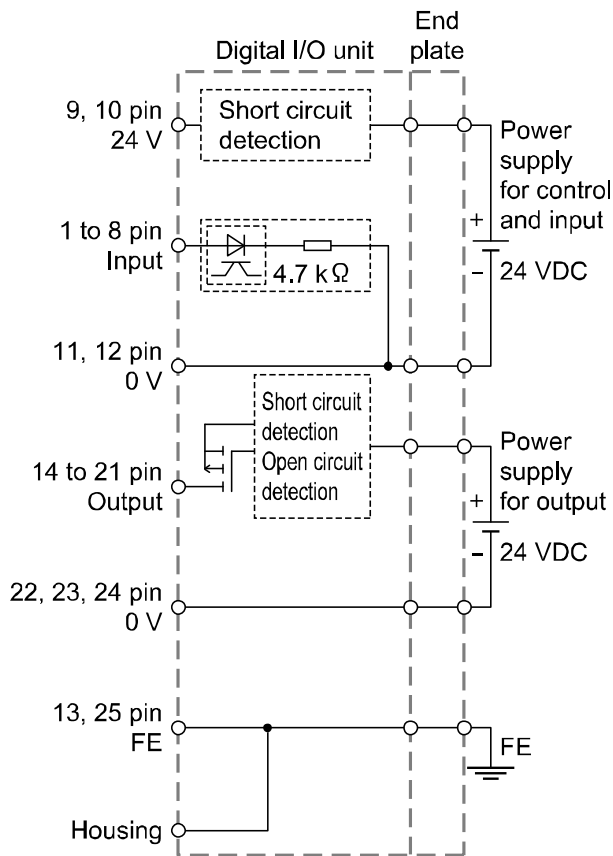 Digital I/O unit
End
plate
9, 10 pin
24 V
Short circuit
detection
Power
supply
for control
and input
+
−
24 VDC
1 to 8 pin
Input
4.7 kΩ
11, 12 pin
0 V
Short circuit
detection
Open circuit
detection
14 to 21 pin
Output
Power
supply
for output
+
−
24 VDC
22, 23, 24 pin
0 V
13, 25 pin
FE
FE
Housing